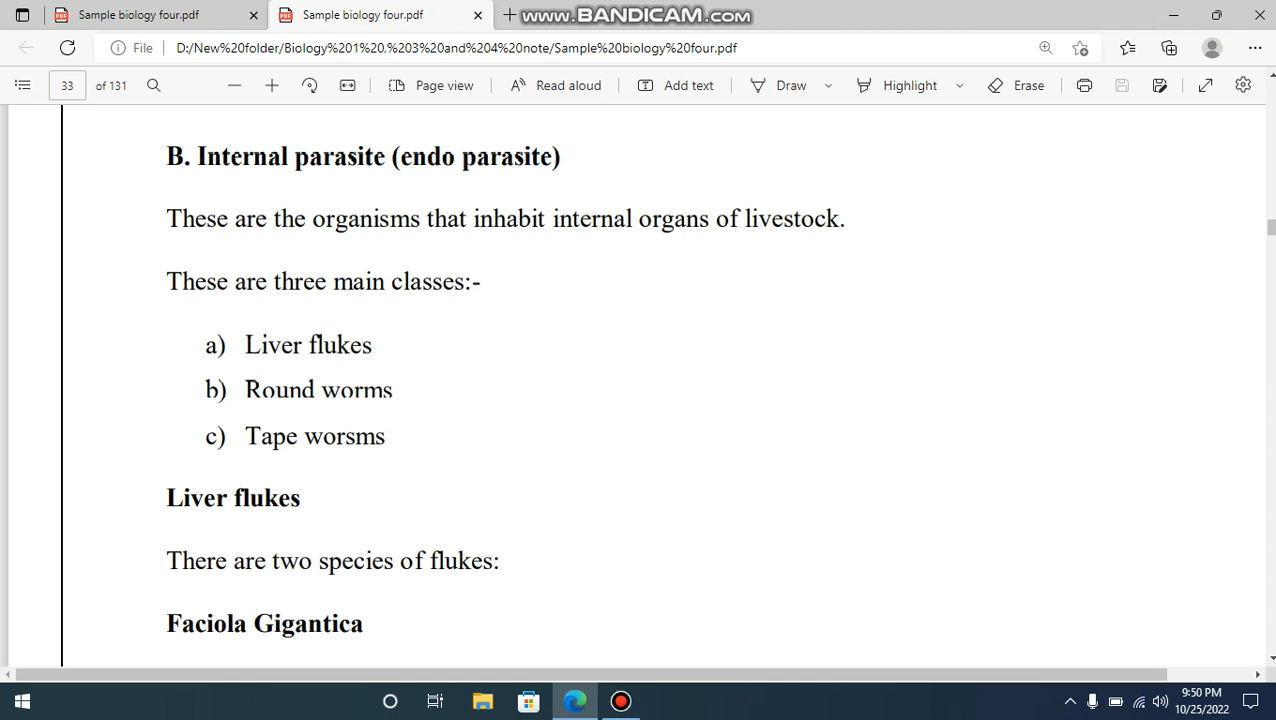 Sample biology four.pdf
Sample biology four.pdf
www.BANDICAM.com
File
D:/New%20folder/Biology%201%20.%203%20and%204%20note/Sample%20biology%20four.pdf
33 of 131
Page view
Read aloud
Add text
Draw
Highlight
Erase
B. Internal parasite (endo parasite)
These are the organisms that inhabit internal organs of livestock.
These are three main classes:-
a) Liver flukes
b) Round worms
c) Tape worsms
Liver flukes
There are two species of flukes:
Faciola Gigantica
9:50 PM
10/25/2022